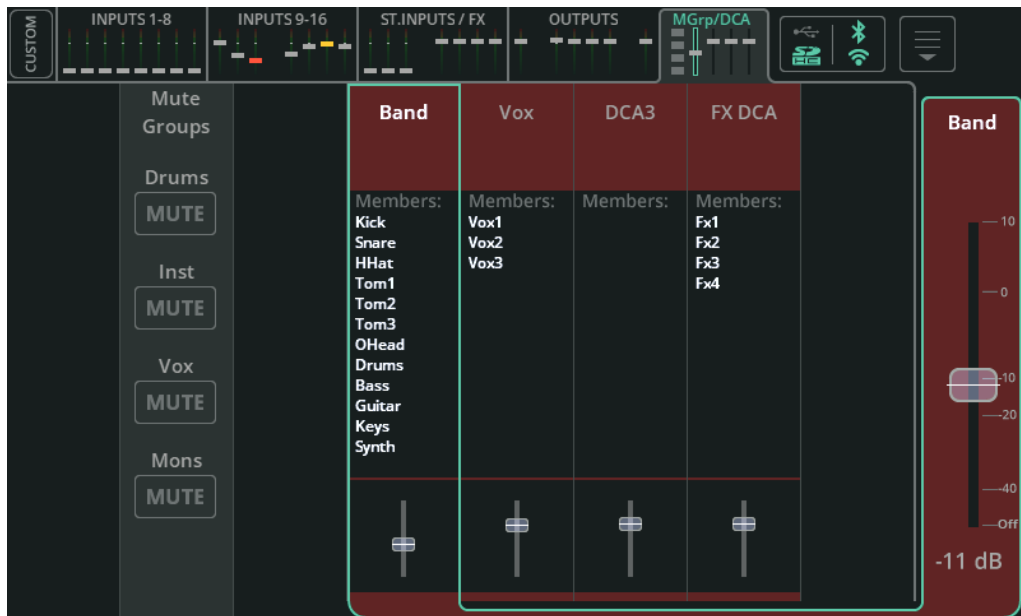 CUSTOM
INPUTS 1-8
INPUTS 9-16
ST.INPUTS / FX
OUTPUTS
MGrp/DCA
SD
HC
Mute
Groups
Drums
MUTE
Inst
MUTE
Vox
MUTE
Mons
MUTE
Band
Members:
Kick
Snare
HHat
Tom1
Tom2
Tom3
OHead
Drums
Bass
Guitar
Keys
Synth
Vox
Members:
Vox1
Vox2
Vox3
DCA3
Members:
FX DCA
Members:
Fx1
Fx2
Fx3
Fx4
Band
10
0
-10
-20
-40
Off
-11 dB